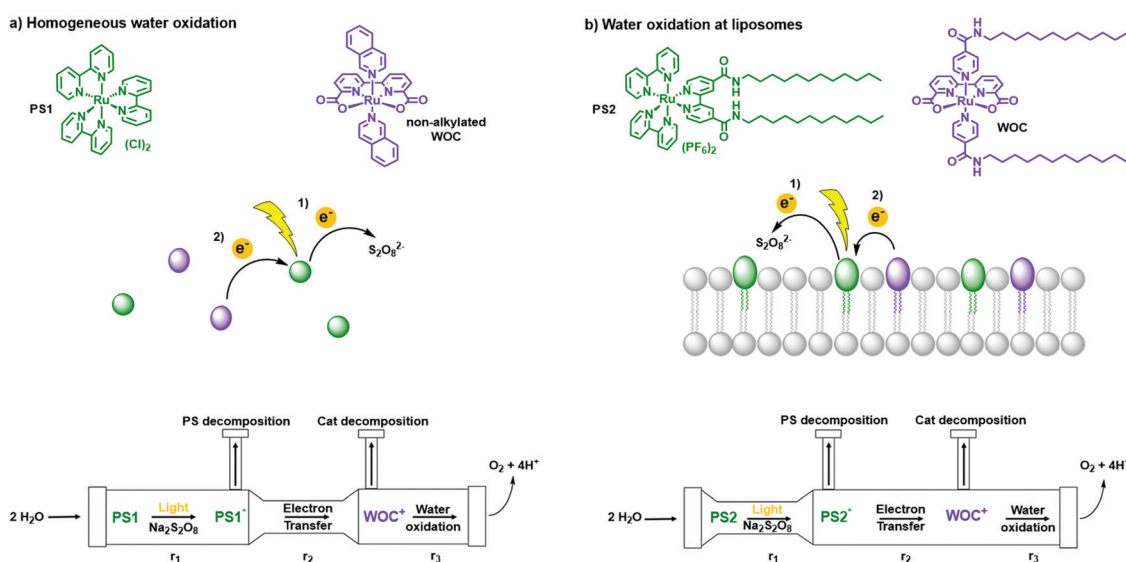 a) Homogeneous water oxidation
PS1
N
N
N
N
N
N
Ru
(Cl)2
N
O
O
O
O
N
N
Ru
N
non-alkylated
WOC
1)
e-
2)
e-
S2O8 2-
PS decomposition
Cat decomposition
O2 + 4H+
2 H2O
PS1
Light
Na2S2O8
PS1+
Electron
Transfer
WOC+
Water
oxidation
r1
r2
r3
b) Water oxidation at liposomes
PS2
N
N
N
N
N
N
Ru
O
N
H
H
N
O
(PF6)2
H
N
O
N
O
O
N
N
Ru
O
O
N
O
N
H
WOC
1)
e-
2)
e-
S2O8 2-
PS decomposition
Cat decomposition
O2 + 4H+
2 H2O
PS2
Light
Na2S2O8
PS2+
Electron
Transfer
WOC+
Water
oxidation
r1
r2
r3